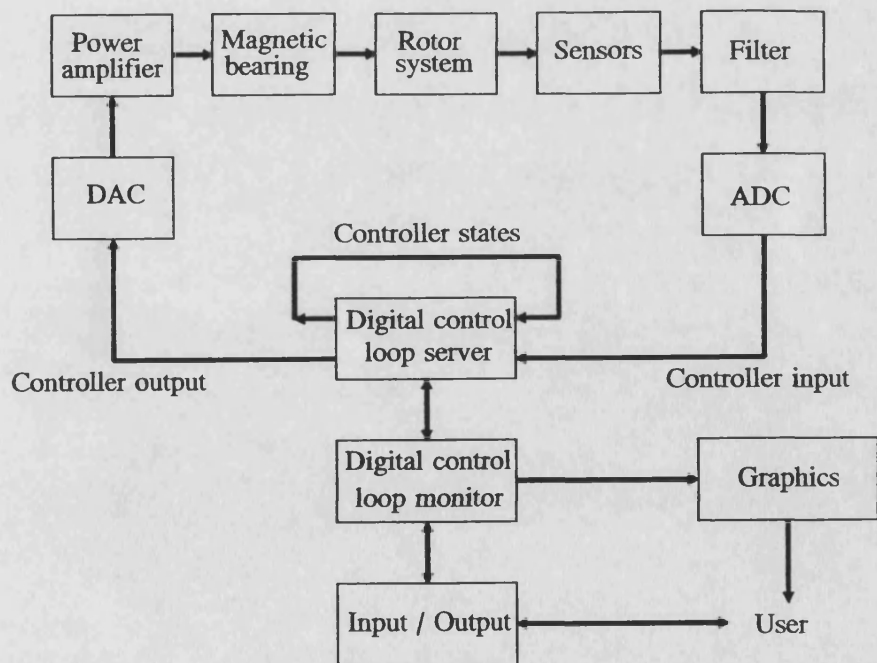 Power
amplifier
Magnetic
bearing
Rotor
system
Sensors
Filter
DAC
ADC
Controller states
Digital control
loop server
Controller output
Controller input
Digital control
loop monitor
Graphics
Input / Output
User